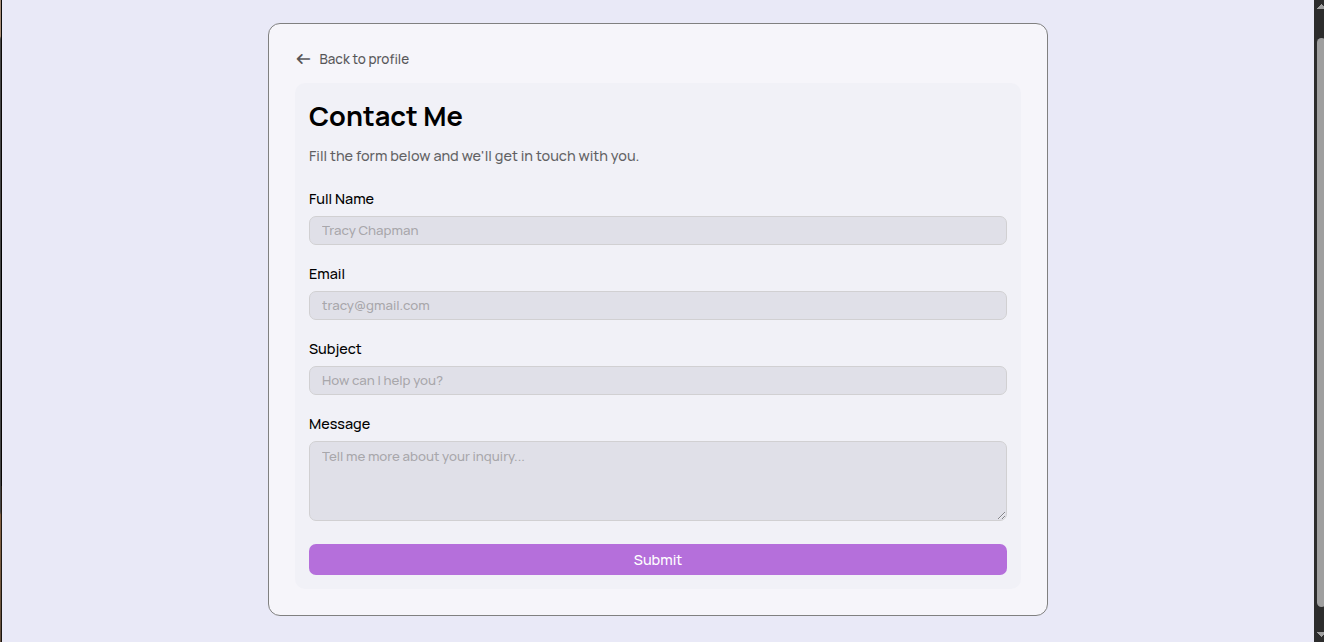 Back to profile
Contact Me
Fill the form below and we'll get in touch with you.
Full Name
Tracy Chapman
Email
tracy@gmail.com
Subject
How can I help you?
Message
Tell me more about your inquiry...
Submit